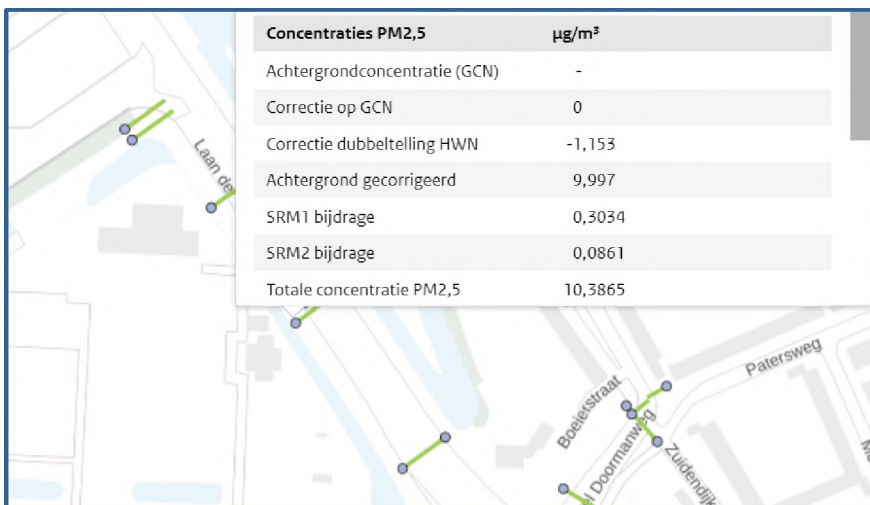 Concentraties PM2,5 µg/m³
Achtergrondconcentratie (GCN) -
Correctie op GCN 0
Correctie dubbeltelling HWN -1,153
Achtergrond gecorrigeerd 9,997
SRM1 bijdrage 0,3034
SRM2 bijdrage 0,0861
Totale concentratie PM2,5 10,3865
Laan de
Patersweg
Boeierstraat
l Doormanweg
Zuidendijk